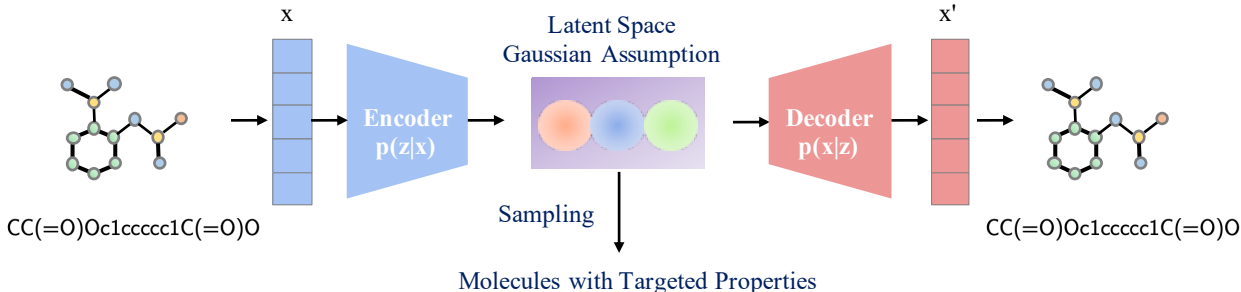 x
Latent Space
Gaussian Assumption
x'
Encoder
p(z|x)
Decoder
p(x|z)
Sampling
CC(=O)Oc1ccccc1C(=O)O
CC(=O)Oc1ccccc1C(=O)O
Molecules with Targeted Properties